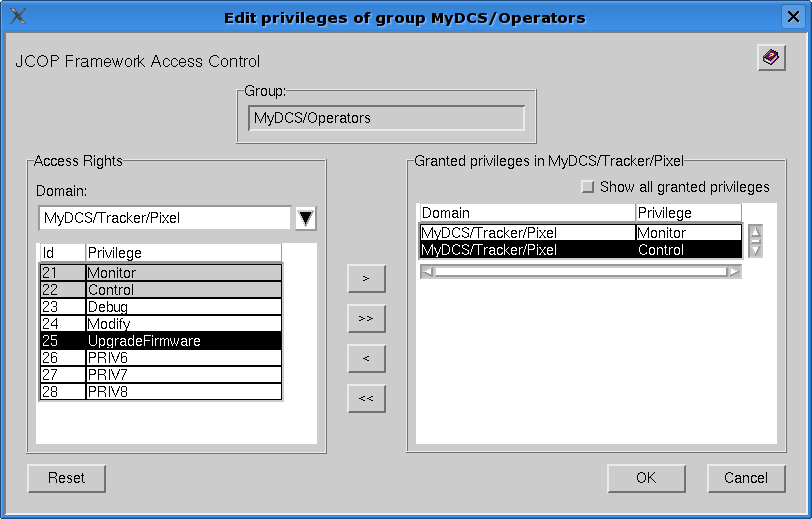 Edit privileges of group MyDCS/Operators
JCOP Framework Access Control
Group:
MyDCS/Operators
Access Rights
Domain:
MyDCS/Tracker/Pixel
Id Privilege
21 Monitor
22 Control
23 Debug
24 Modify
25 UpgradeFirmware
26 PRIV6
27 PRIV7
28 PRIV8
>
>>
<
<<
Granted privileges in MyDCS/Tracker/Pixel
Show all granted privileges
Domain Privilege
MyDCS/Tracker/Pixel Monitor
MyDCS/Tracker/Pixel Control
Reset
OK
Cancel